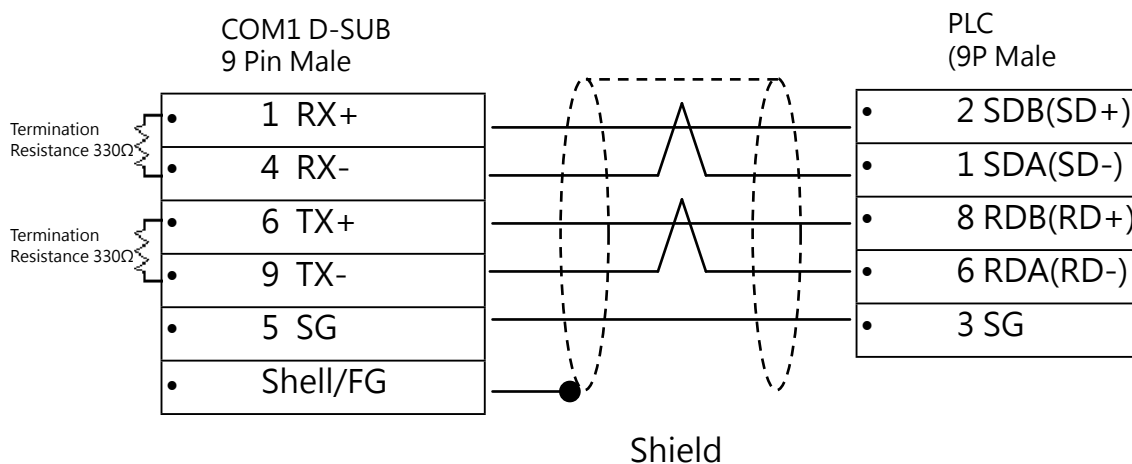 COM1 D-SUB
9 Pin Male
PLC
(9P Male
Termination
Resistance 330Ω
1 RX+
4 RX-
Termination
Resistance 330Ω
6 TX+
9 TX-
5 SG
Shell/FG
2 SDB(SD+)
1 SDA(SD-)
8 RDB(RD+)
6 RDA(RD-)
3 SG
Shield